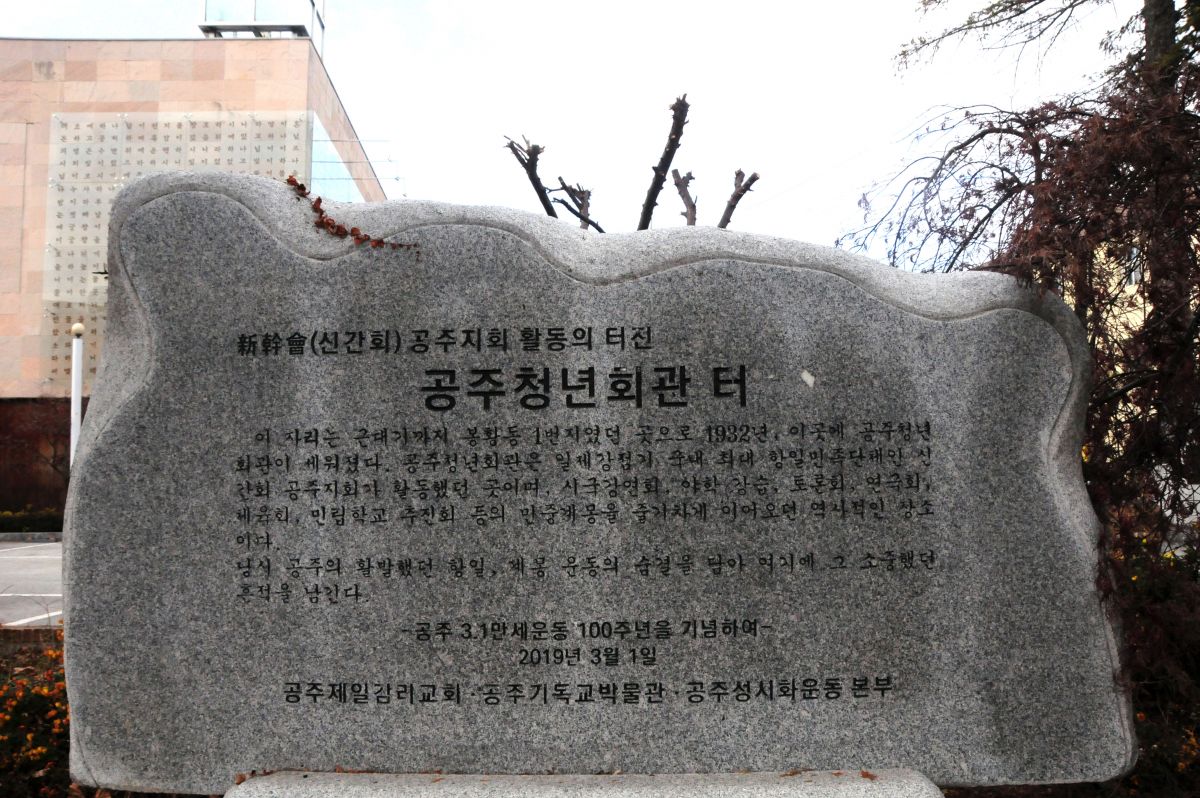 新幹會(신간회) 공주지회 활동의 터전
공주청년회관 터
이 자리는 근대기까지 봉황동 1번지였던 곳으로 1932년, 이곳에 공주청년
회관이 세워졌다. 공주청년회관은 일제강점기 국내 최대 항일민족단체인 신
간회 공주지회가 활동했던 곳이며, 시국강연회, 야학 강습, 토론회, 연극회,
체육회, 민립학교 추진회 등의 민중계몽을 줄기차게 이어오던 역사적인 장소
이다.
당시 공주의 활발했던 항일, 계몽 운동의 숨결을 담아 여기에 그 소중했던
흔적을 남긴다.
-공주 3.1만세운동 100주년을 기념하여-
2019년 3월 1일
공주제일감리교회·공주기독교박물관·공주성시화운동 본부